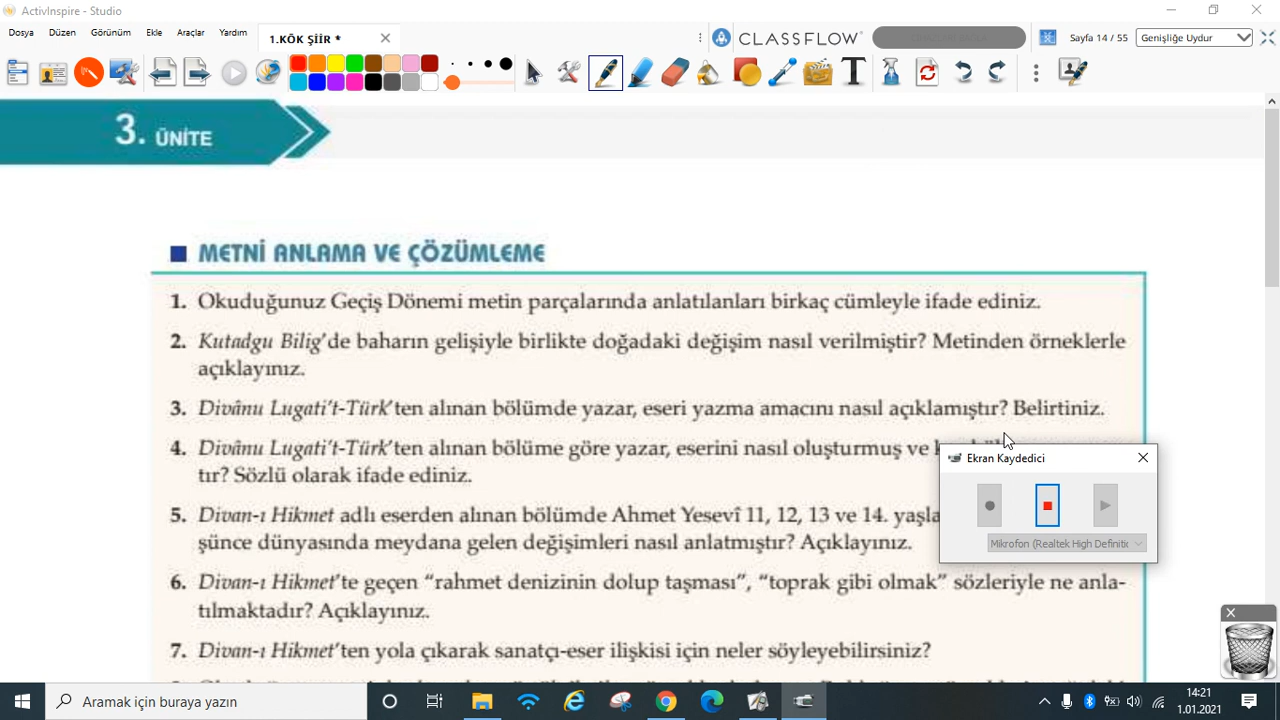 ActivInspire - Studio
Dosya Düzen Görünüm Ekle Araçlar Yardım
1.KÖK ŞİİR *
CLASSFLOW
Sayfa 14 / 55
Genişliğe Uydur
3. ÜNİTE
METNİ ANLAMA VE ÇÖZÜMLEME
1. Okuduğunuz Geçiş Dönemi metin parçalarında anlatılanları birkaç cümleyle ifade ediniz.
2. Kutadgu Bilig'de baharın gelişiyle birlikte doğadaki değişim nasıl verilmiştir? Metinden örneklerle
açıklayınız.
3. Divânu Lugati't-Türk'ten alınan bölümde yazar, eseri yazma amacını nasıl açıklamıştır? Belirtiniz.
4. Divânu Lugati't-Türk'ten alınan bölüme göre yazar, eserini nasıl oluşturmuş ve
tır? Sözlü olarak ifade ediniz.
5. Divan-ı Hikmet adlı eserden alınan bölümde Ahmet Yesevî 11, 12, 13 ve 14. yaşla
şünce dünyasında meydana gelen değişimleri nasıl anlatmıştır? Açıklayınız.
6. Divan-ı Hikmet'te geçen “rahmet denizinin dolup taşması”, “toprak gibi olmak” sözleriyle ne anla-
tılmaktadır? Açıklayınız.
7. Divan-ı Hikmet'ten yola çıkarak sanatçı-eser ilişkisi için neler söyleyebilirsiniz?
Ekran Kaydedici
Mikrofon (Realtek High Definitic
Aramak için buraya yazın
14:21
1.01.2021